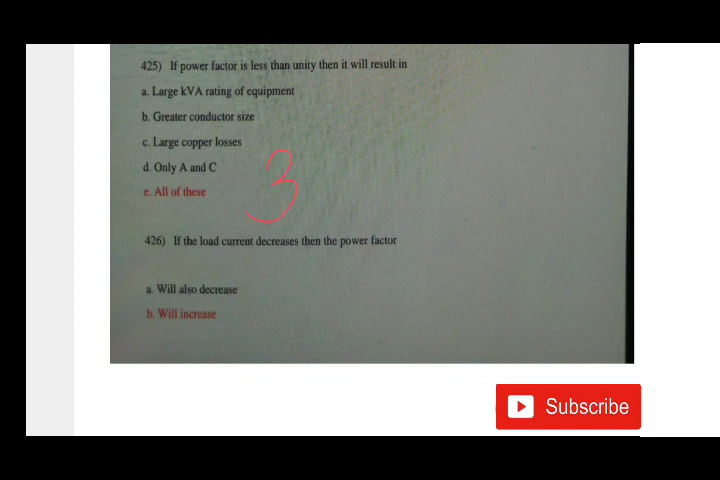 425) If power factor is less than unity then it will result in
a. Large kVA rating of equipment
b. Greater conductor size
c. Large copper losses
d. Only A and C
e. All of these
3
426) If the load current decreases then the power factor
a. Will also decrease
b. Will increase
Subscribe